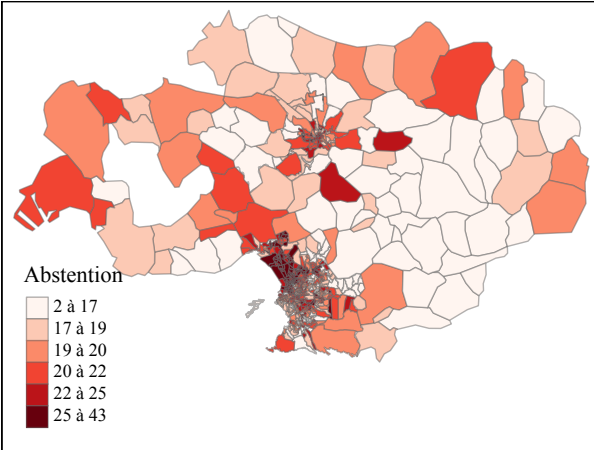 Abstention
2 à 17
17 à 19
19 à 20
20 à 22
22 à 25
25 à 43